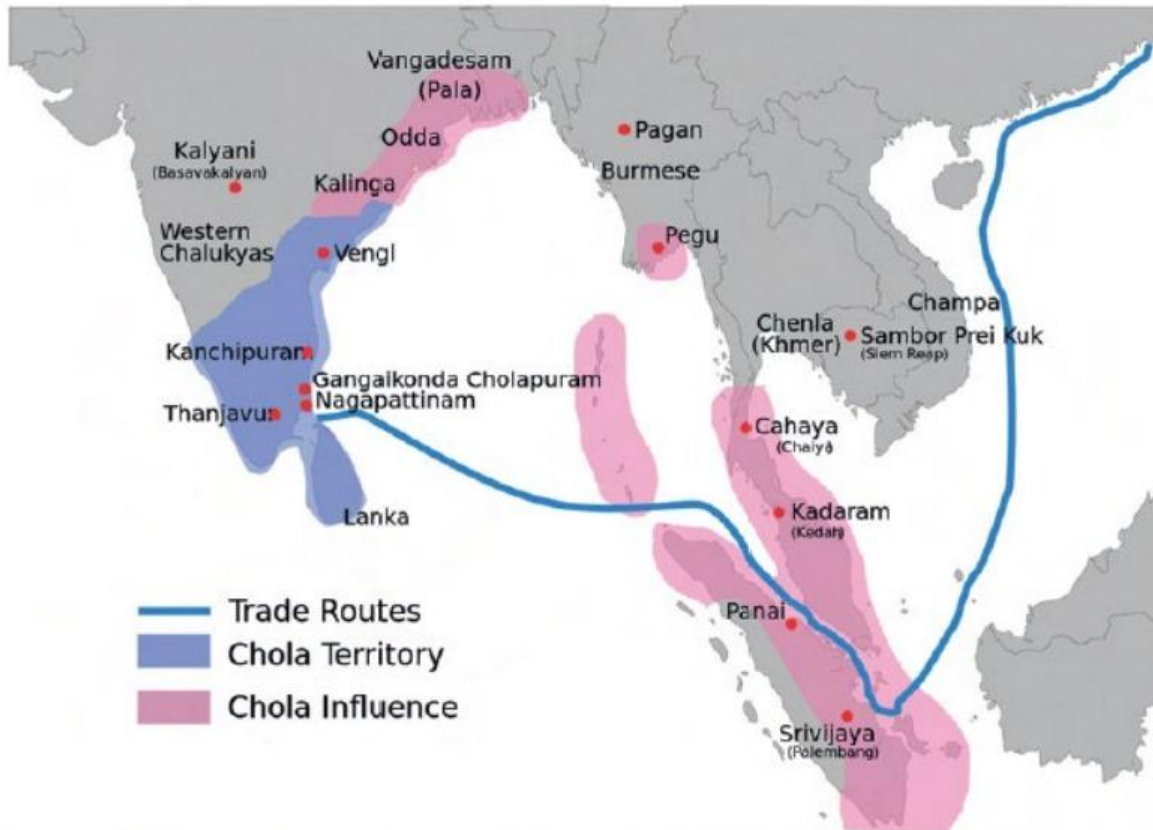 Vangadesam
(Pala)
Odda
Kalyani
(Basavakalyan)
Kalinga
Western
Chalukyas
Vengl
Pagan
Burmese
Pegu
Champa
Chenla
(Khmer)
Sambor Prei Kuk
(Siem Reap)
Kanchipuram
Gangaikonda Cholapuram
Nagapattinam
Thanjavur
Lanka
Cahaya
(Chaiya)
Kadaram
(Kedah)
Panai
Srivijaya
(Palembang)
Trade Routes
Chola Territory
Chola Influence